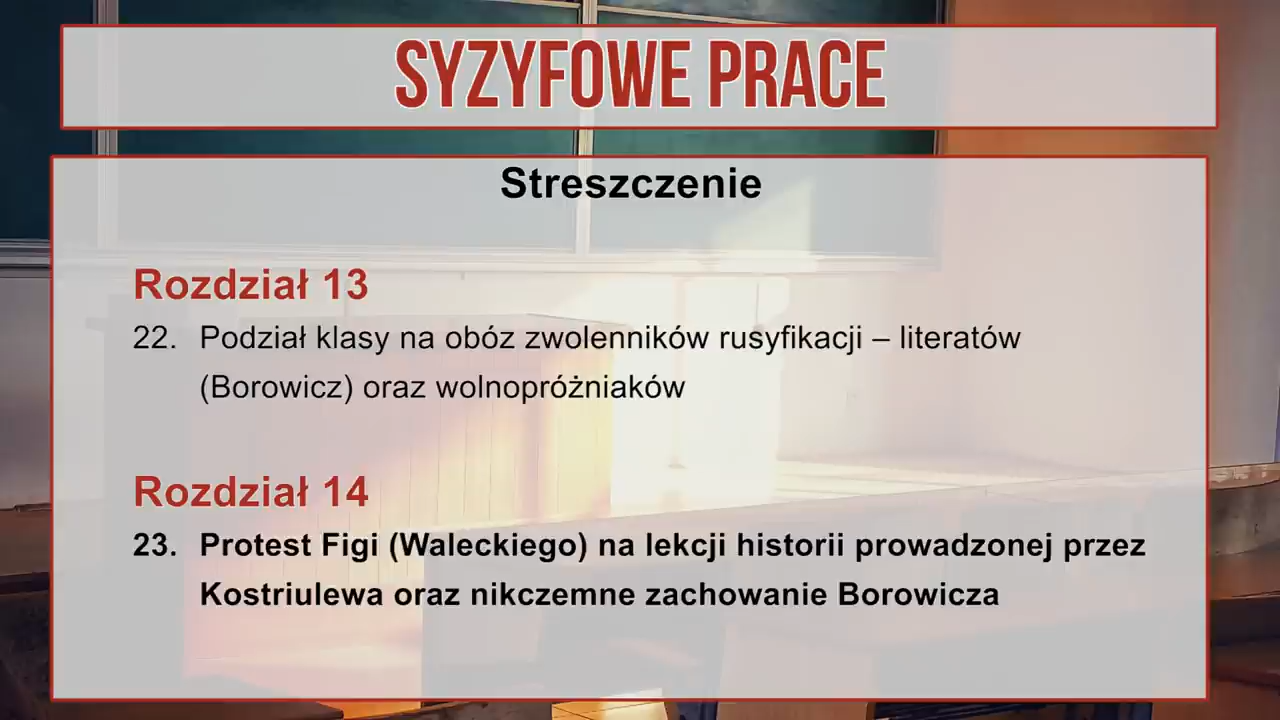 SYZYFOWE PRACE
Streszczenie
Rozdział 13
22. Podział klasy na obóz zwolenników rusyfikacji – literatów
(Borowicz) oraz wolnopróżniaków
Rozdział 14
23. Protest Figi (Waleckiego) na lekcji historii prowadzonej przez
Kostriulewa oraz nikczemne zachowanie Borowicza